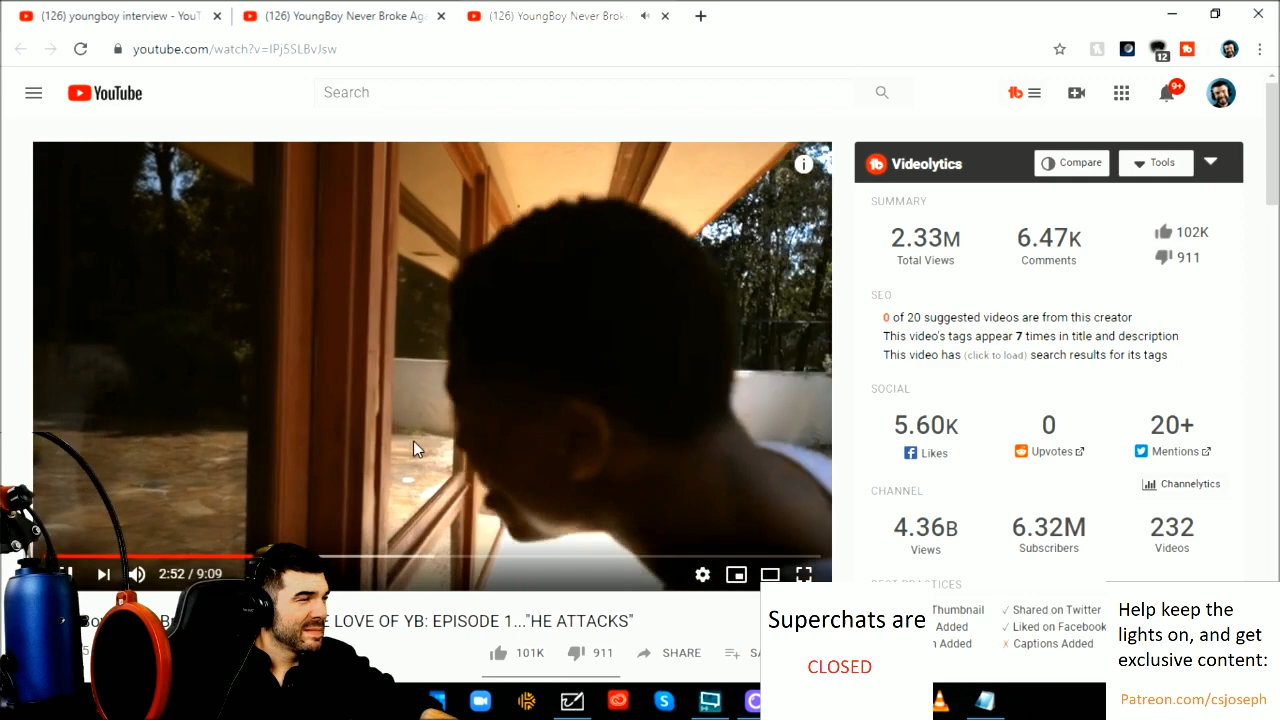 (126) youngboy interview - YouT
(126) YoungBoy Never Broke Aga
(126) YoungBoy Never Brok
youtube.com/watch?v=IPj5SLBvJsw
12
YouTube
Search
9+
Videolytics
Compare
Tools
SUMMARY
2.33M
6.47K
102K
Total Views
Comments
911
SEO
0 of 20 suggested videos are from this creator
This video's tags appear 7 times in title and description
This video has (click to load) search results for its tags
SOCIAL
5.60K
0
20+
Likes
Upvotes
Mentions
Channelytics
CHANNEL
4.36B
6.32M
232
Views
Subscribers
Videos
2:52 / 9:09
LOVE OF YB: EPISODE 1..."HE ATTACKS"
101K
911
SHARE
Superchats are
CLOSED
Thumbnail
Added
Added
✓ Shared on Twitter
✓ Liked on Facebook
x Captions Added
Help keep the
lights on, and get
exclusive content:
Patreon.com/csjoseph